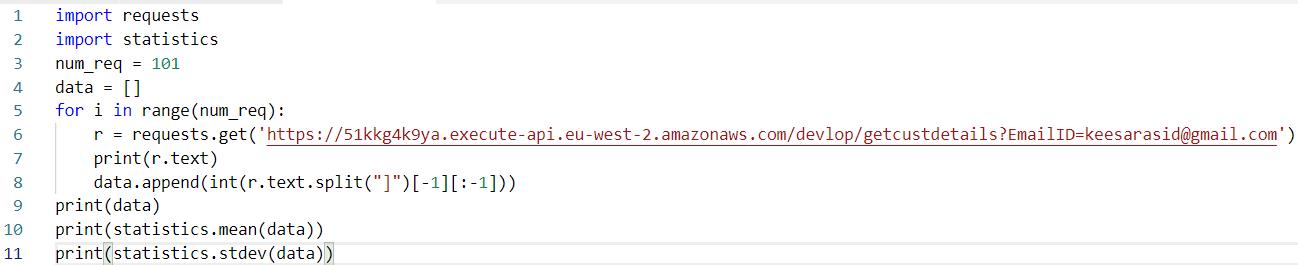 1 import requests
2 import statistics
3 num_req = 101
4 data = []
5 for i in range(num_req):
6     r = requests.get('https://51kkg4k9ya.execute-api.eu-west-2.amazonaws.com/devlop/getcustdetails?EmailID=keesarasid@gmail.com')
7     print(r.text)
8     data.append(int(r.text.split("]")[-1][:-1]))
9 print(data)
10 print(statistics.mean(data))
11 print(statistics.stdev(data))